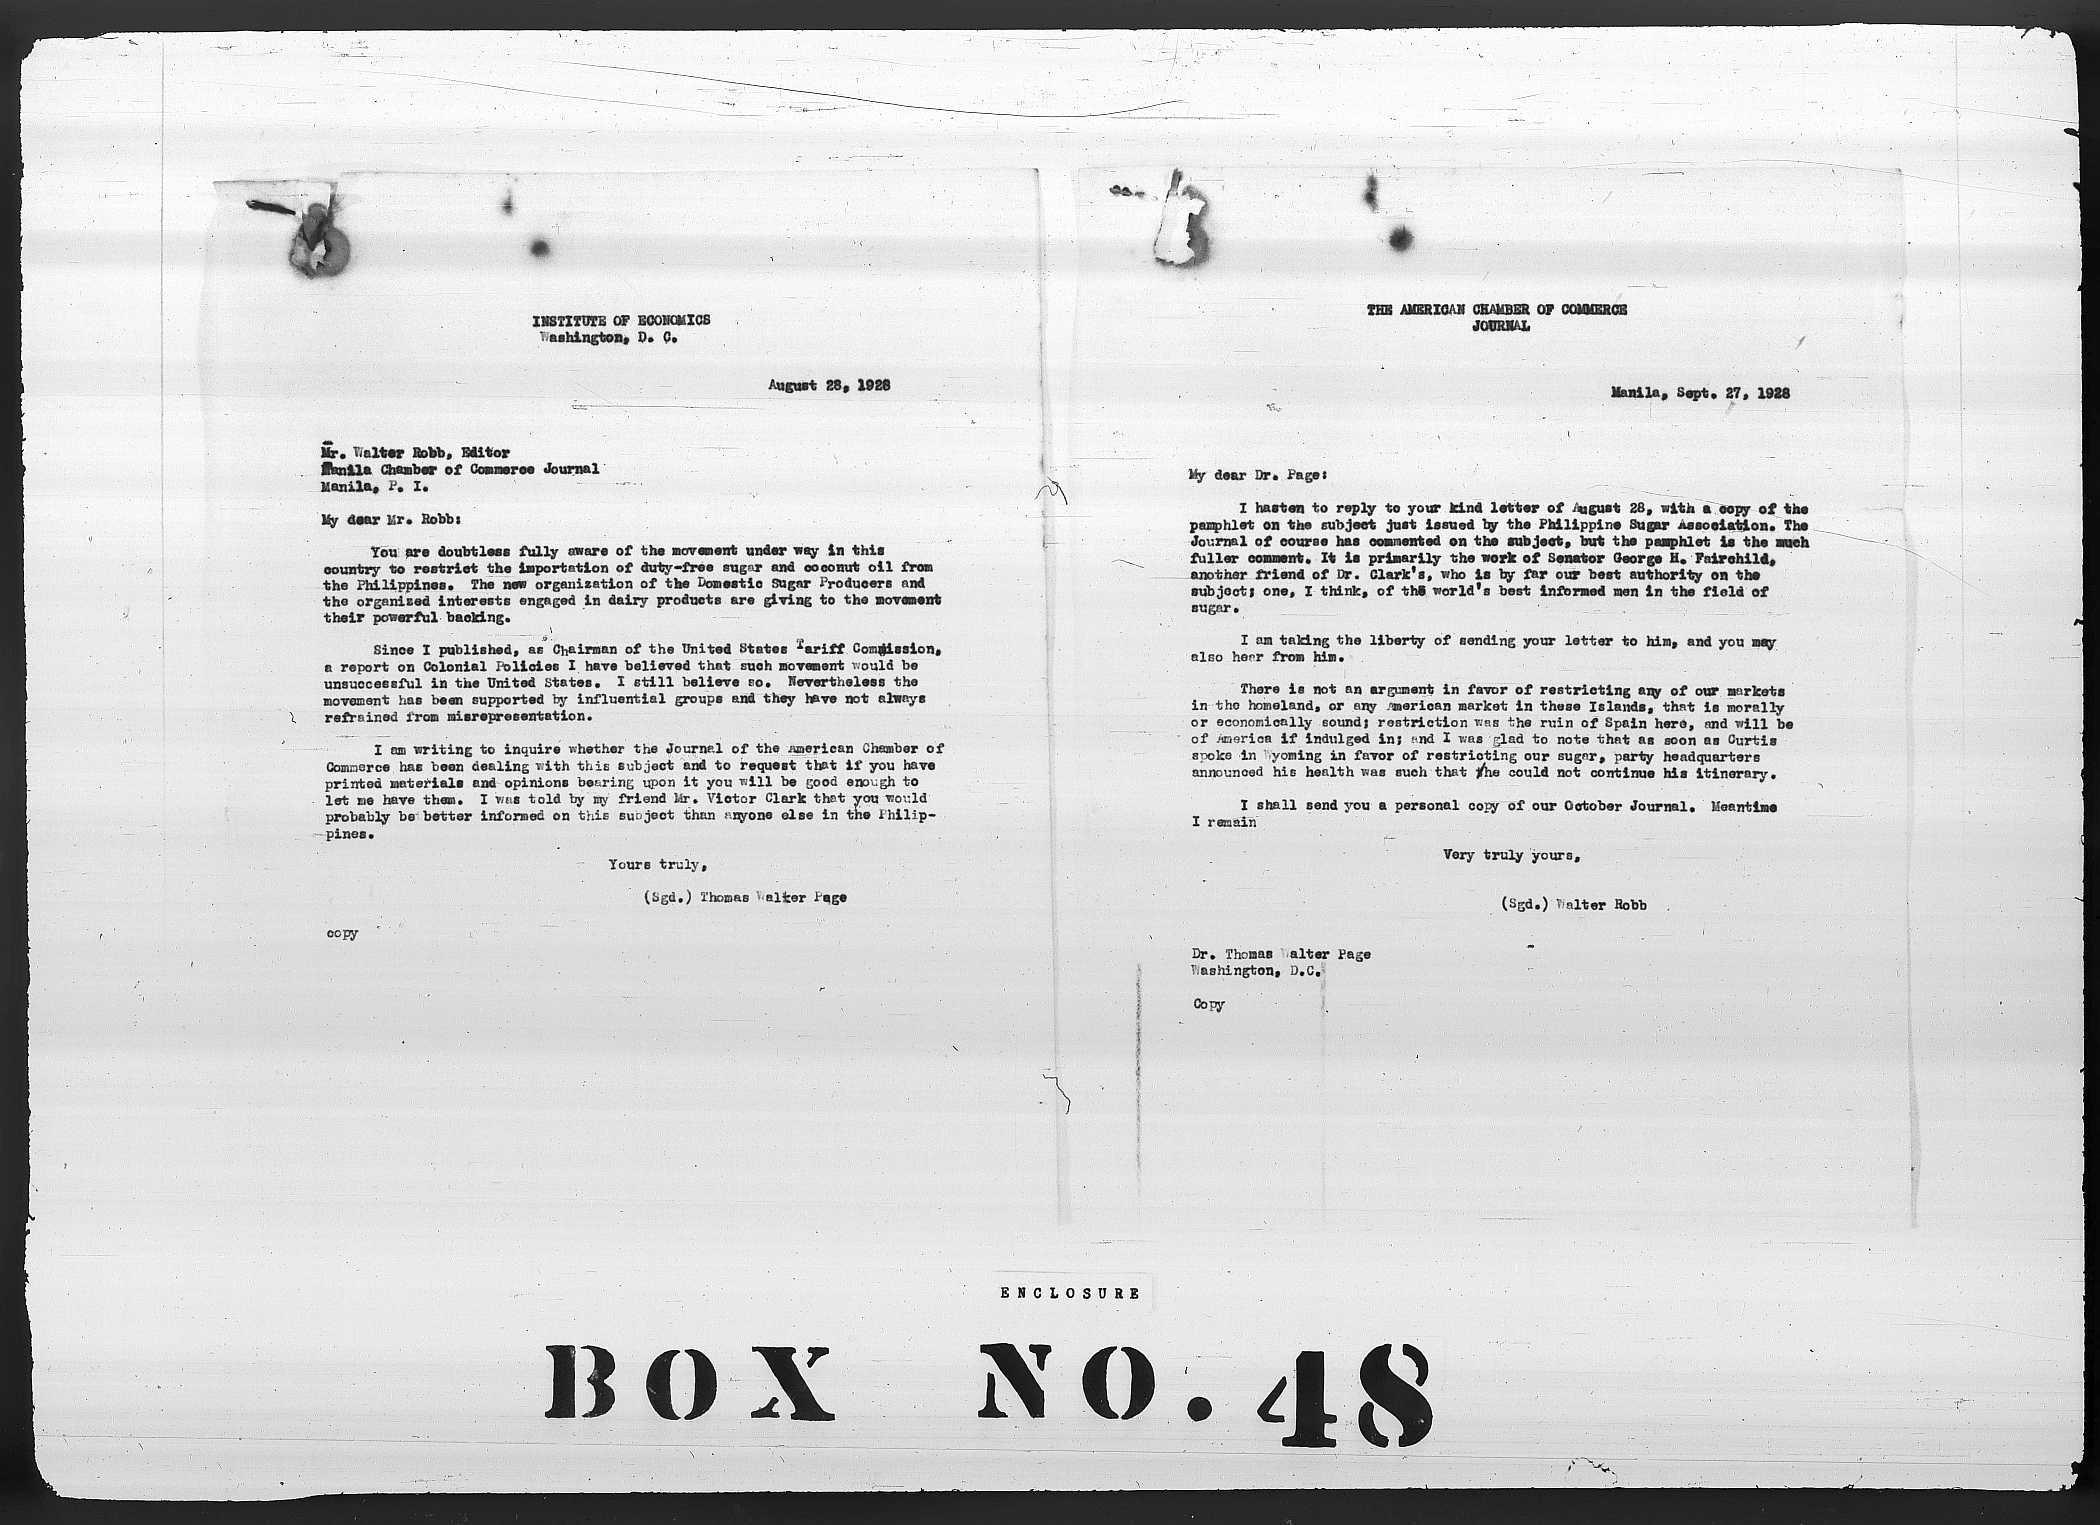 INSTITUTE OF ECONOMICS
Washington, D. C.
August 28, 1928
Mr. Walter Robb, Editor
Manila Chamber of Commerce Journal
Manila, P. I.
My dear Mr. Robb:
You are doubtless fully aware of the movement under way in this
country to restrict the importation of duty-free sugar and coconut oil from
the Philippines. The new organization of the Domestic Sugar Producers and
the organized interests engaged in dairy products are giving to the movement
their powerful backing.
Since I published, as Chairman of the United States Tariff Commission,
a report on Colonial Policies I have believed that such movement would be
unsuccessful in the United States. I still believe so. Nevertheless the
movement has been supported by influential groups and they have not always
refrained from misrepresentation.
I am writing to inquire whether the Journal of the American Chamber of
Commerce has been dealing with this subject and to request that if you have
printed materials and opinions bearing upon it you will be good enough to
let me have them. I was told by my friend Mr. Victor Clark that you would
probably be better informed on this subject than anyone else in the Philip-
pines.
Yours truly,
(Sgd.) Thomas Walter Page
copy
THE AMERICAN CHAMBER OF COMMERCE
JOURNAL
Manila, Sept. 27, 1928
My dear Dr. Page:
I hasten to reply to your kind letter of August 28, with a copy of the
pamphlet on the subject just issued by the Philippine Sugar Association. The
Journal of course has commented on the subject, but the pamphlet is the much
fuller comment. It is primarily the work of Senator George H. Fairchild,
another friend of Dr. Clark's, who is by far our best authority on the
subject; one, I think, of the world's best informed men in the field of
sugar.
I am taking the liberty of sending your letter to him, and you may
also hear from him.
There is not an argument in favor of restricting any of our markets
in the homeland, or any American market in these Islands, that is morally
or economically sound; restriction was the ruin of Spain here, and will be
of America if indulged in; and I was glad to note that as soon as Curtis
spoke in Wyoming in favor of restricting our sugar, party headquarters
announced his health was such that he could not continue his itinerary.
I shall send you a personal copy of our October Journal. Meantime
I remain
Very truly yours,
(Sgd.) Walter Robb
Dr. Thomas Walter Page
Washington, D.C.
Copy
ENCLOSURE
BOX NO. 48